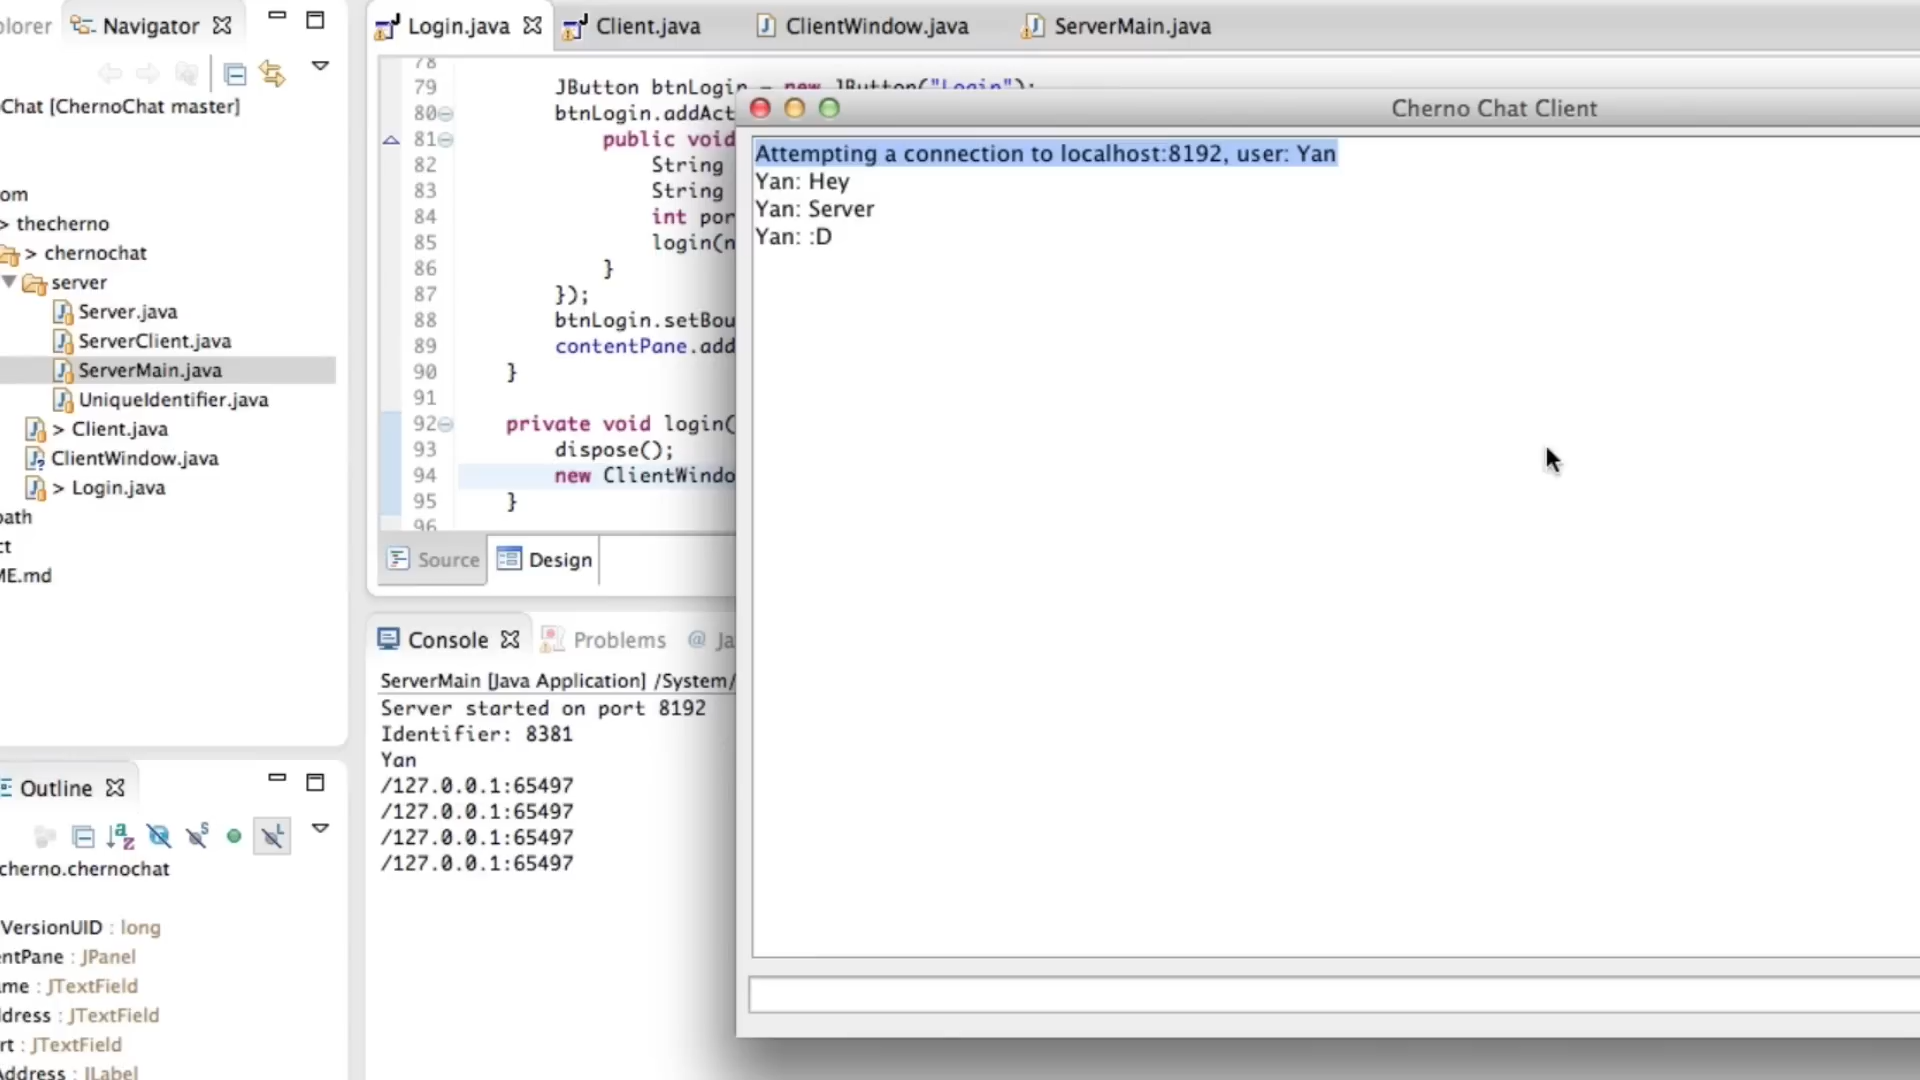 plorer Navigator
Chat [ChernoChat master]
om
> thecherno
> chernochat
server
Server.java
ServerClient.java
ServerMain.java
UniqueIdentifier.java
> Client.java
ClientWindow.java
> Login.java
path
ct
ME.md
Outline
cherno.chernochat
VersionUID : long
entPane : JPanel
ame : JTextField
ddress : JTextField
rt : JTextField
Address : JLabel
Login.java Client.java ClientWindow.java ServerMain.java
78
79 JButton btnLogin = new JButton("Login");
80 btnLogin.addAct
81 public void
82 String
83 String
84 int por
85 login(n
86 }
87 });
88 btnLogin.setBou
89 contentPane.add
90 }
91
92 private void login(
93 dispose();
94 new ClientWindo
95 }
96
Source Design
Console Problems @ Ja
ServerMain [Java Application] /System/
Server started on port 8192
Identifier: 8381
Yan
/127.0.0.1:65497
/127.0.0.1:65497
/127.0.0.1:65497
/127.0.0.1:65497
Cherno Chat Client
Attempting a connection to localhost:8192, user: Yan
Yan: Hey
Yan: Server
Yan: :D